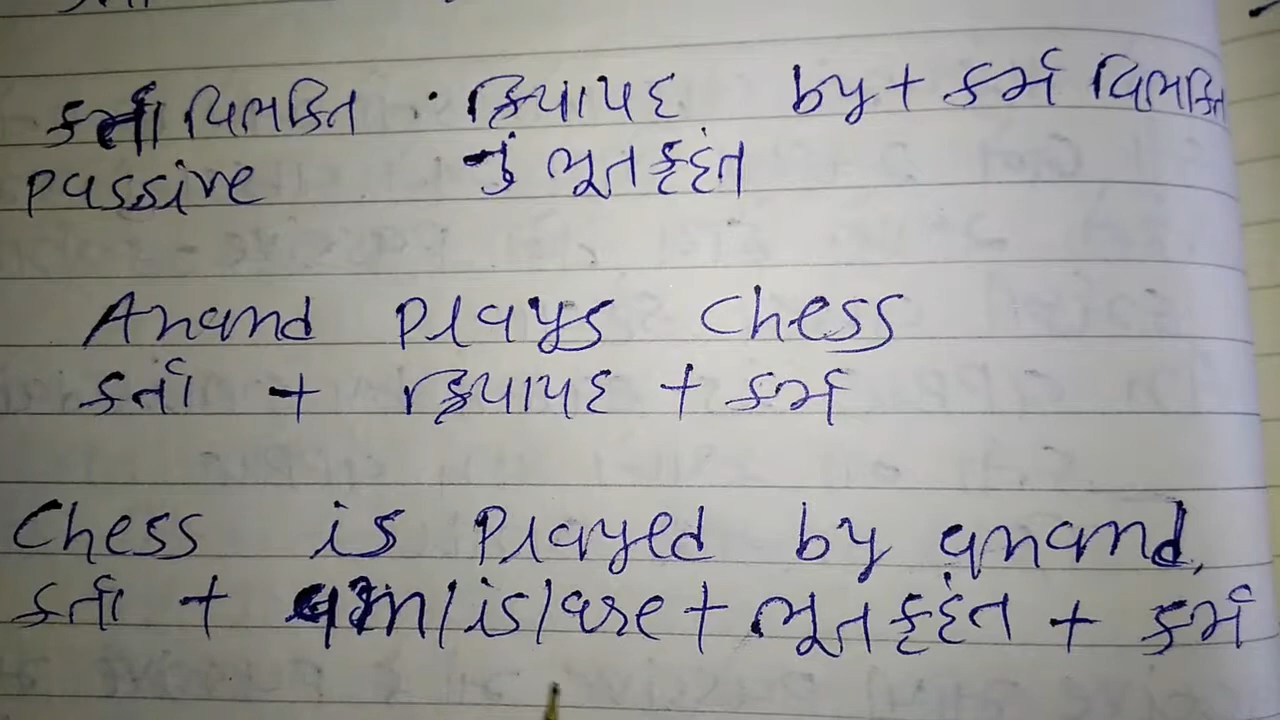 કર્તા વિભક્તિ · ક્રિયાપદ by + કર્મ વિભક્તિ
passive નું ભૂતકૃદંત
Anand plays Chess
કર્તા + ક્રિયાપદ + કર્મ
Chess is played by anand.
કર્તા + am/is/are + ભૂતકૃદંત + કર્મ